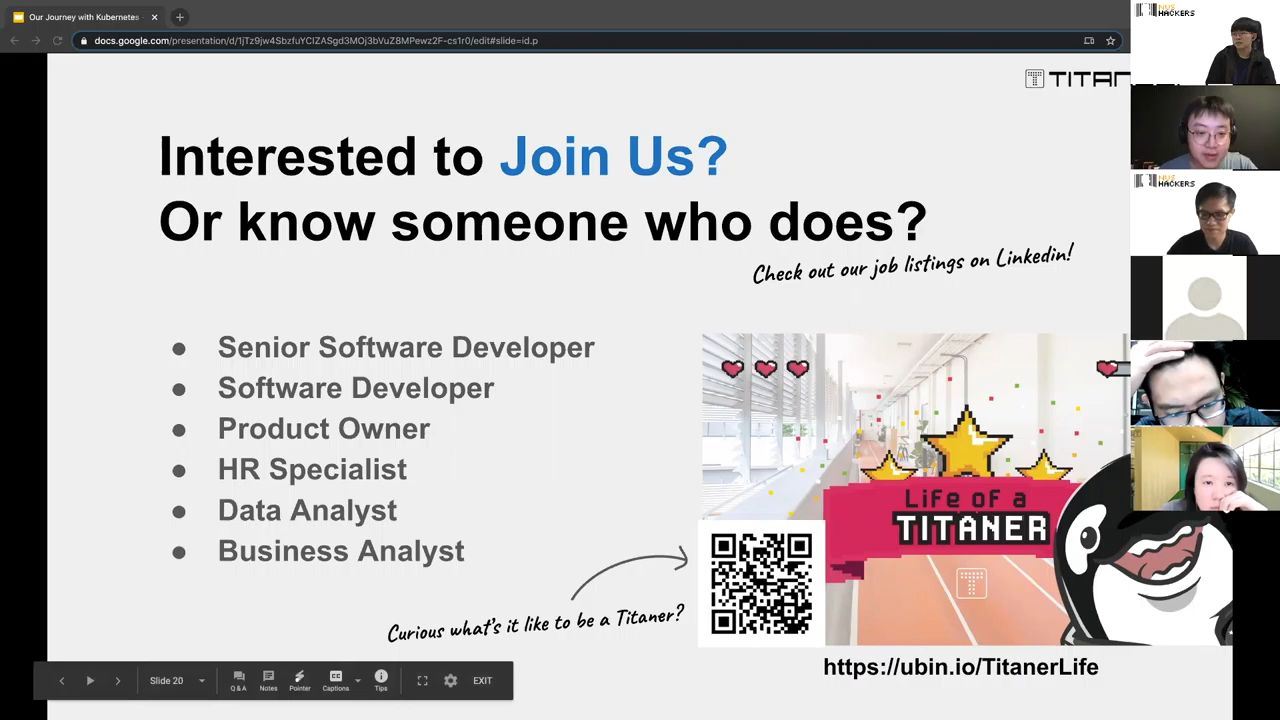 Our Journey with Kubernetes
docs.google.com/presentation/d/1jTz9jw4SbzfuYCIZASgd3MOj3bVuZ8MPewz2F-cs1r0/edit#slide=id.p
NUS
HACKERS
TITAN
Interested to Join Us?
Or know someone who does?
Check out our job listings on Linkedin!
NUS
HACKERS
● Senior Software Developer
● Software Developer
● Product Owner
● HR Specialist
● Data Analyst
● Business Analyst
Life of a
TITANER
T
Curious what's it like to be a Titaner?
https://ubin.io/TitanerLife
Slide 20
Q & A
Notes
Pointer
Captions
Tips
EXIT